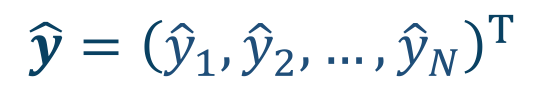 ŷ = (ŷ₁, ŷ₂, … , ŷ_N)ᵀ